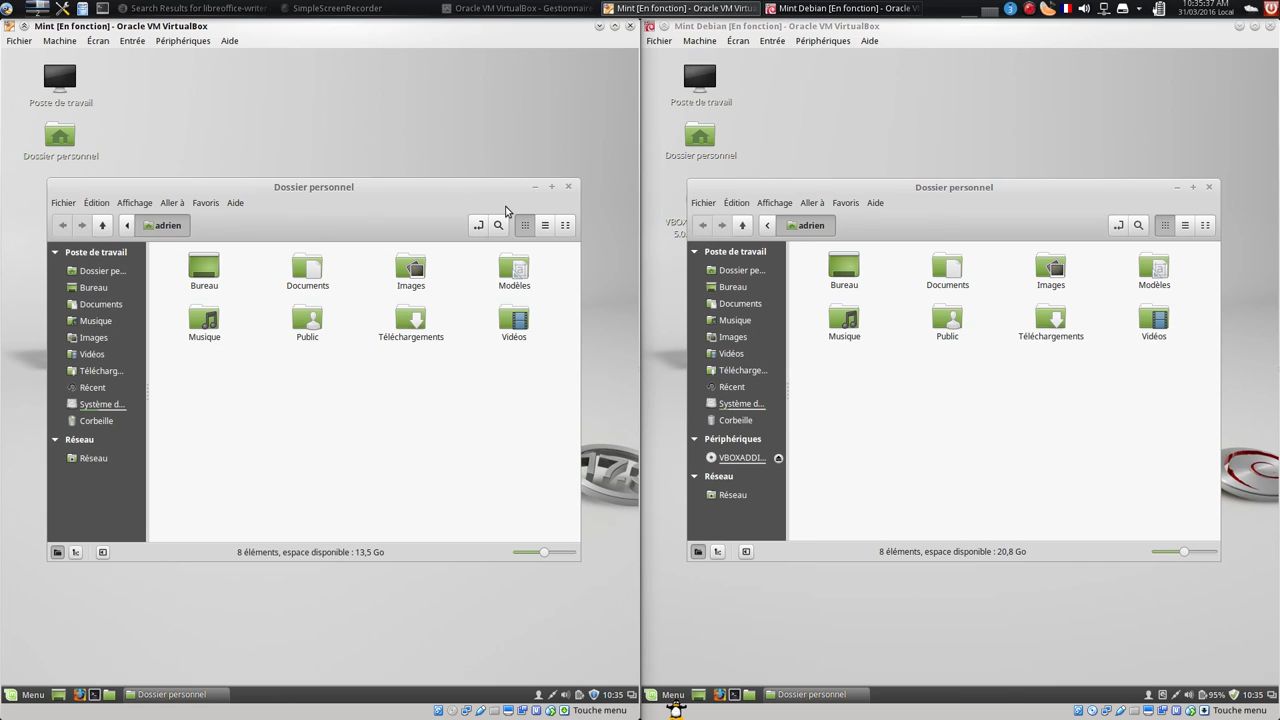 Search Results for libreoffice-writer
SimpleScreenRecorder
Oracle VM VirtualBox - Gestionnair
Mint [En fonction] - Oracle VM Virtu
Mint Debian [En fonction] - Oracle V
10:35:37 AM
31/03/2016 Local
Mint [En fonction] - Oracle VM VirtualBox
Fichier Machine Écran Entrée Périphériques Aide
Poste de travail
Dossier personnel
Dossier personnel
Fichier Édition Affichage Aller à Favoris Aide
adrien
Poste de travail
Dossier pe...
Bureau
Documents
Musique
Images
Vidéos
Télécharg...
Récent
Système d...
Corbeille
Réseau
Réseau
Bureau Documents Images Modèles
Musique Public Téléchargements Vidéos
8 éléments, espace disponible : 13,5 Go
Menu Dossier personnel 10:35
Touche menu
Mint Debian [En fonction] - Oracle VM VirtualBox
Fichier Machine Écran Entrée Périphériques Aide
Poste de travail
Dossier personnel
VBOX
5.0.
Dossier personnel
Fichier Édition Affichage Aller à Favoris Aide
adrien
Poste de travail
Dossier pe...
Bureau
Documents
Musique
Images
Vidéos
Télécharge...
Récent
Système d...
Corbeille
Périphériques
VBOXADDI...
Réseau
Réseau
Bureau Documents Images Modèles
Musique Public Téléchargements Vidéos
8 éléments, espace disponible : 20,8 Go
Menu Dossier personnel 95% 10:35
Touche menu